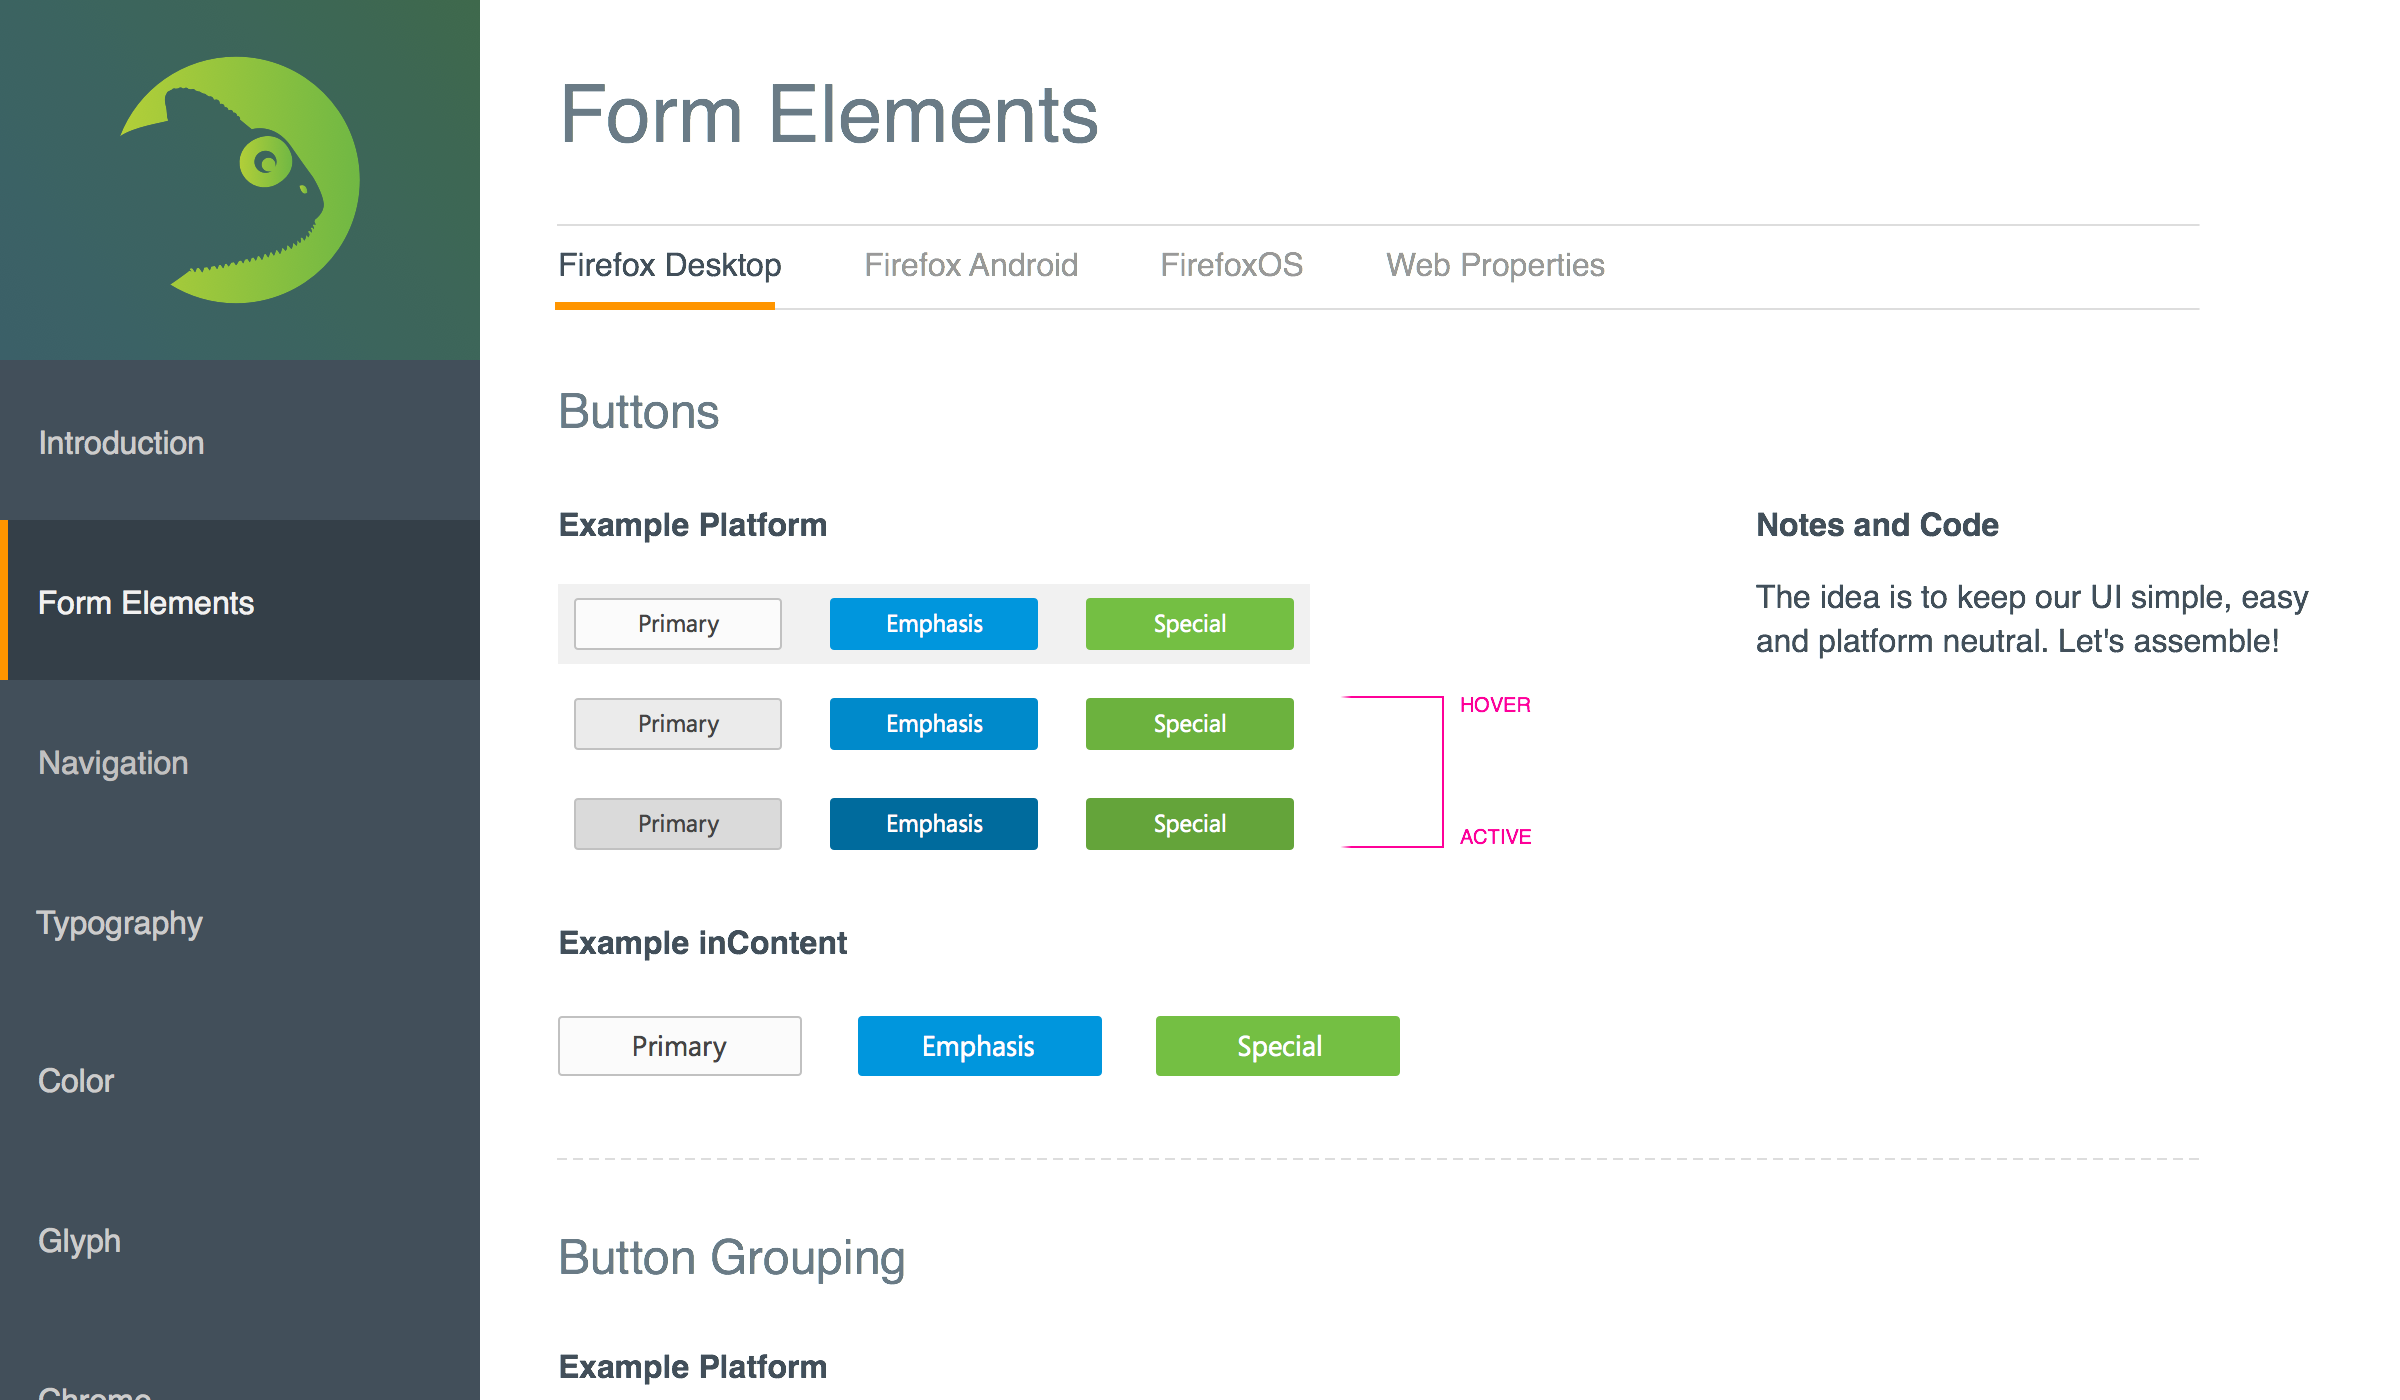 Introduction
Form Elements
Navigation
Typography
Color
Glyph
Chrome
Form Elements
Firefox Desktop
Firefox Android
FirefoxOS
Web Properties
Buttons
Example Platform
Primary
Emphasis
Special
Primary
Emphasis
Special
HOVER
Primary
Emphasis
Special
ACTIVE
Example inContent
Primary
Emphasis
Special
Notes and Code
The idea is to keep our UI simple, easy
and platform neutral. Let's assemble!
Button Grouping
Example Platform